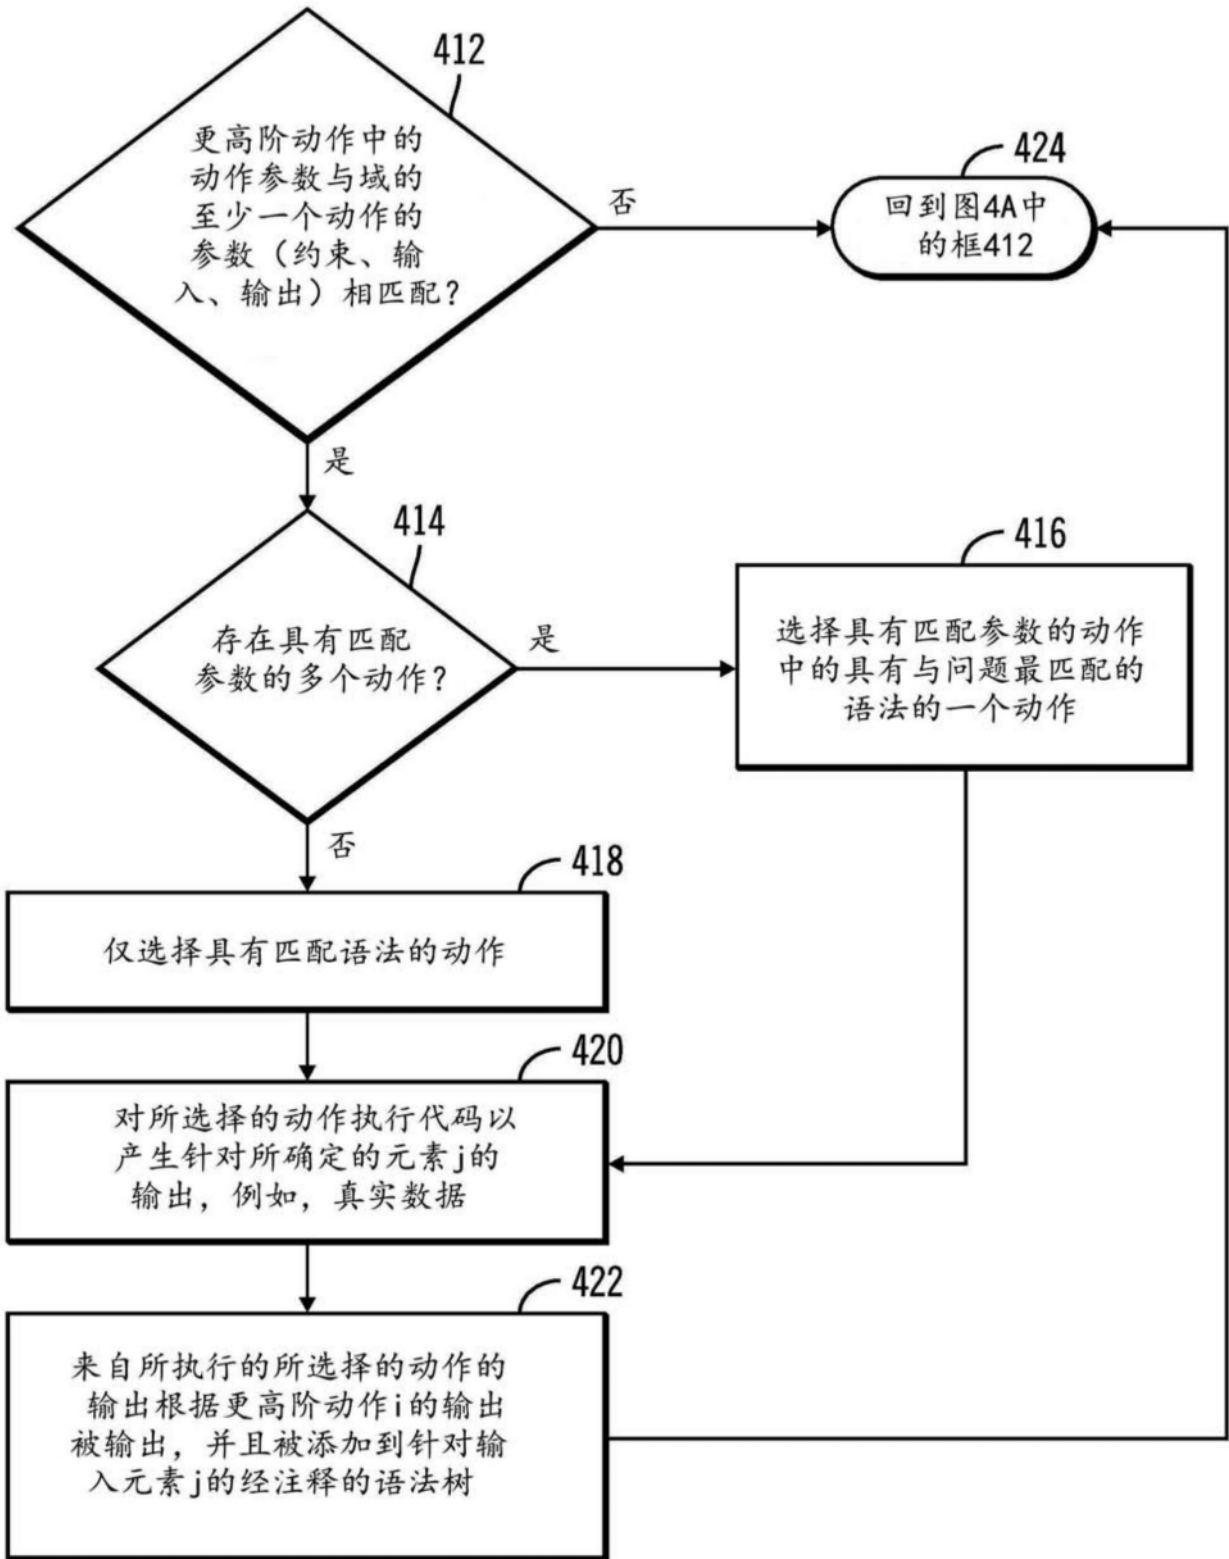 412
更高阶动作中的
动作参数与域的
至少一个动作的
参数（约束、输
入、输出）相匹配？
否
424
回到图4A中
的框412
是
414
存在具有匹配
参数的多个动作？
是
416
选择具有匹配参数的动作
中的具有与问题最匹配的
语法的一个动作
否
418
仅选择具有匹配语法的动作
420
对所选择的动作执行代码以
产生针对所确定的元素j的
输出，例如，真实数据
422
来自所执行的所选择的动作的
输出根据更高阶动作i的输出
被输出，并且被添加到针对输
入元素j的经注释的语法树